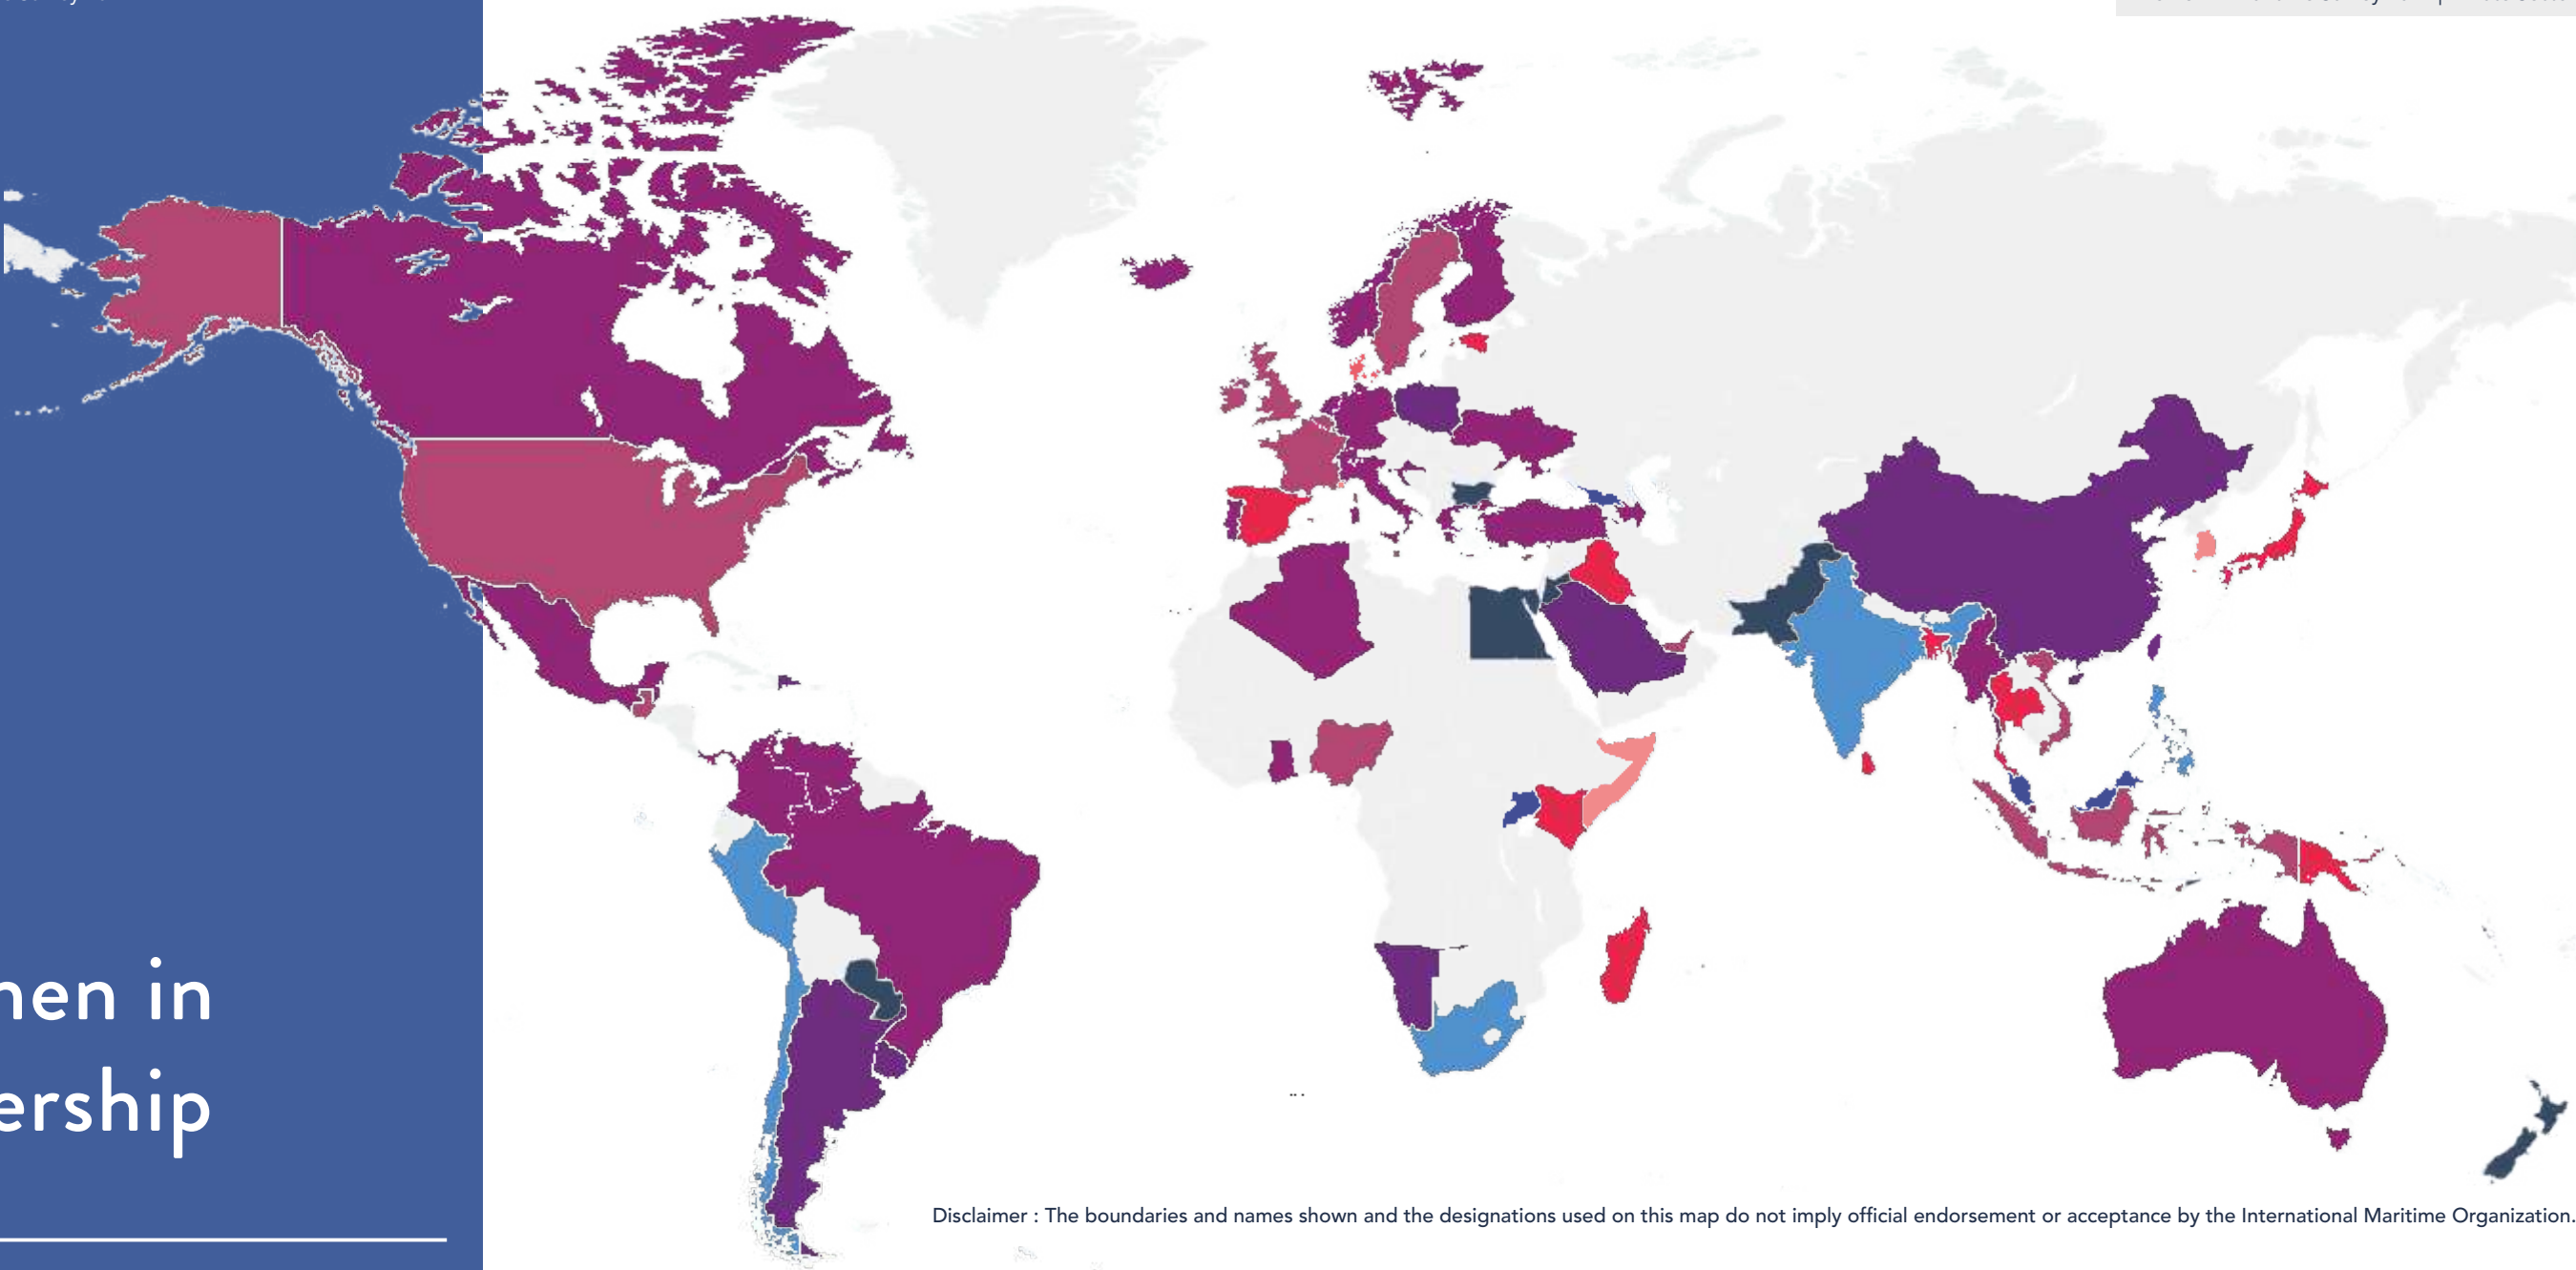 men in
ership
Disclaimer : The boundaries and names shown and the designations used on this map do not imply official endorsement or acceptance by the International Maritime Organization.